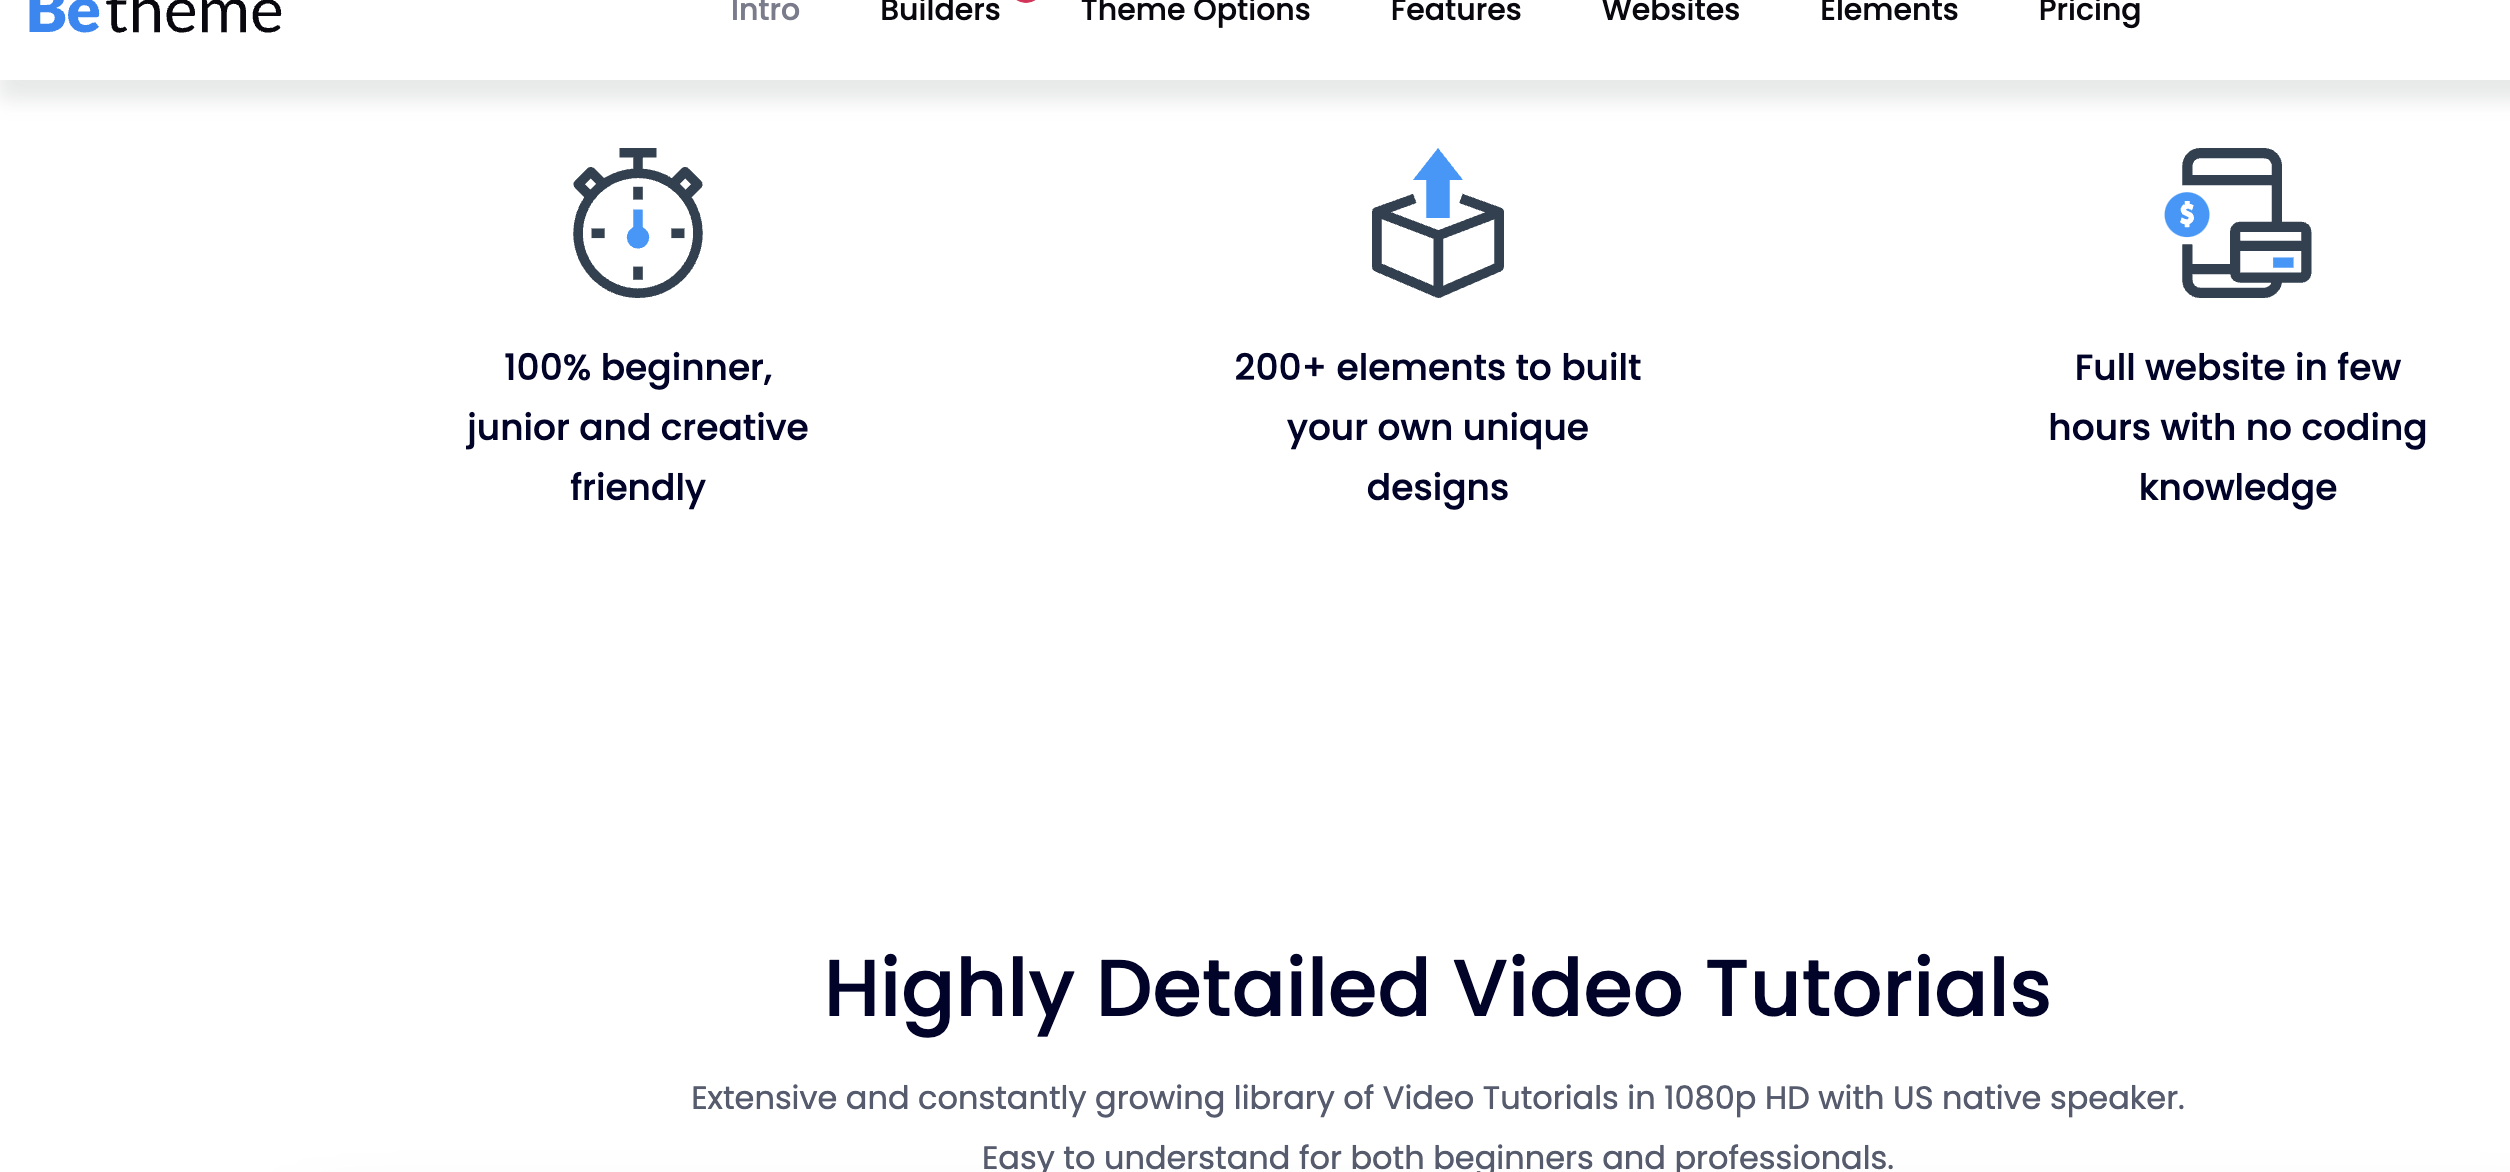 Betheme
Intro Builders Theme Options Features Websites Elements Pricing
100% beginner,
junior and creative
friendly
200+ elements to built
your own unique
designs
$
Full website in few
hours with no coding
knowledge
Highly Detailed Video Tutorials
Extensive and constantly growing library of Video Tutorials in 1080p HD with US native speaker.
Easy to understand for both beginners and professionals.